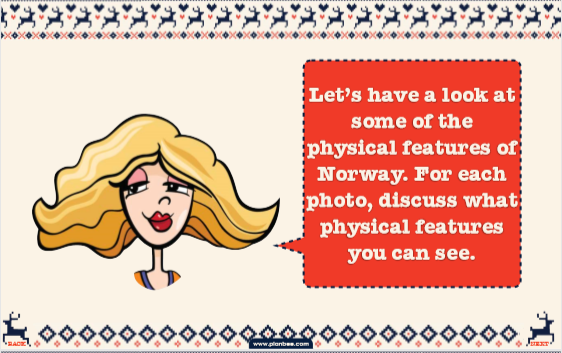 Let's have a look at
some of the
physical features of
Norway. For each
photo, discuss what
physical features
you can see.
BACK
www.planbee.com
NEXT